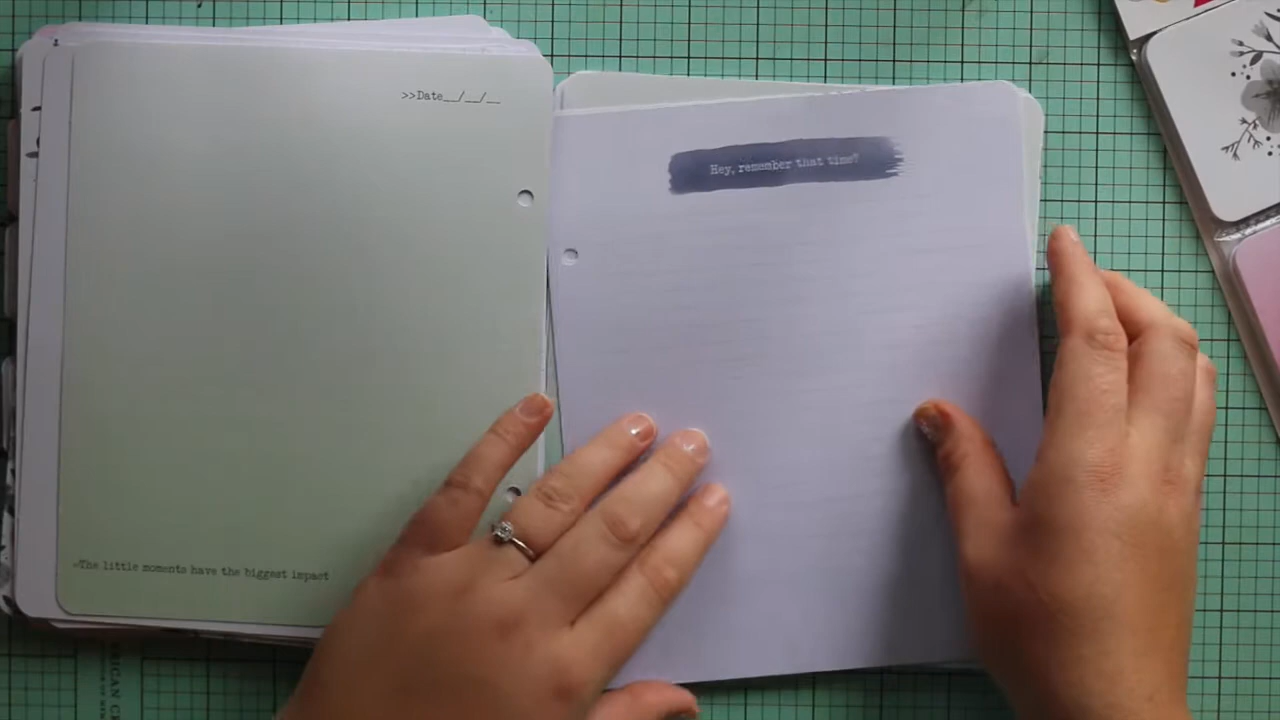 >>Date__/__/__
Hey, remember that time?
The little moments have the biggest impact